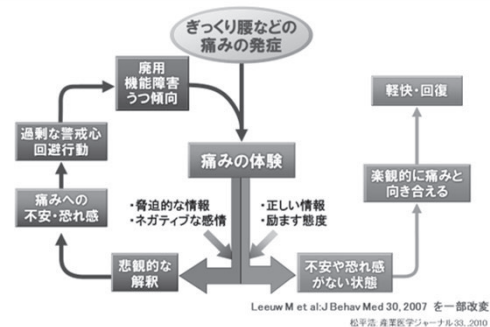 ぎっくり腰などの
痛みの発症
廃用
機能障害
うつ傾向
軽快・回復
過剰な警戒心
回避行動
痛みの体験
楽観的に痛みと
向き合える
痛みへの
不安・恐れ感
・脅迫的な情報
・ネガティブな感情
・正しい情報
・励ます態度
悲観的な
解釈
不安や恐れ感
がない状態
Leeuw M et al:J Behav Med 30, 2007 を一部改変
松平浩: 産業医学ジャーナル33,,2010